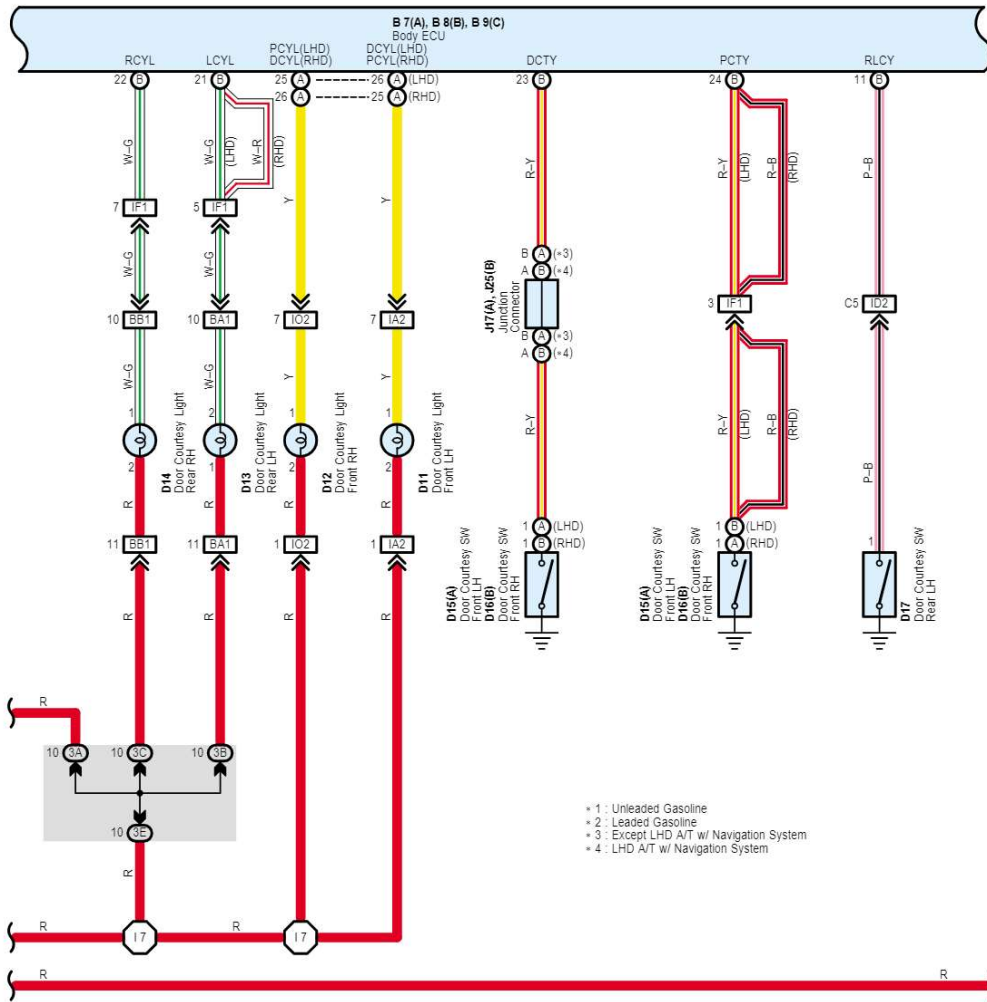 B 7(A), B 8(B), B 9(C)
Body ECU
RCYL
LCYL
PCYL(LHD)
DCYL(RHD)
DCYL(LHD)
PCYL(RHD)
DCTY
PCTY
RLCY
22 B
21 B
25 A
26 A (LHD)
26 A
25 A (RHD)
23 B
24 B
11 B
W–G
W–G
(LHD)
W–R
(RHD)
Y
Y
R–Y
R–Y
(LHD)
R–B
(RHD)
P–B
7 IF1
5 IF1
W–G
W–G
B A (∗3)
A B (∗4)
J17(A), J25(B)
Junction
Connector
B A (∗3)
A B (∗4)
3 IF1
C5 ID2
10 BB1
10 BA1
7 IO2
7 IA2
W–G
W–G
Y
Y
R–Y
R–Y
(LHD)
R–B
(RHD)
P–B
1
2
1
1
D14
Door Courtesy Light
Rear RH
D13
Door Courtesy Light
Rear LH
D12
Door Courtesy Light
Front RH
D11
Door Courtesy Light
Front LH
2
1
2
2
R
R
R
R
11 BB1
11 BA1
1 IO2
1 IA2
1 A (LHD)
1 B (RHD)
1 B (LHD)
1 A (RHD)
1
D15(A)
Door Courtesy SW
Front LH
D16(B)
Door Courtesy SW
Front RH
D15(A)
Door Courtesy SW
Front LH
D16(B)
Door Courtesy SW
Front RH
D17
Door Courtesy SW
Rear LH
R
R
R
R
R
10 3A
10 3C
10 3B
10 3E
∗ 1 : Unleaded Gasoline
∗ 2 : Leaded Gasoline
∗ 3 : Except LHD A/T w/ Navigation System
∗ 4 : LHD A/T w/ Navigation System
R
R
I 7
R
I 7
R
R